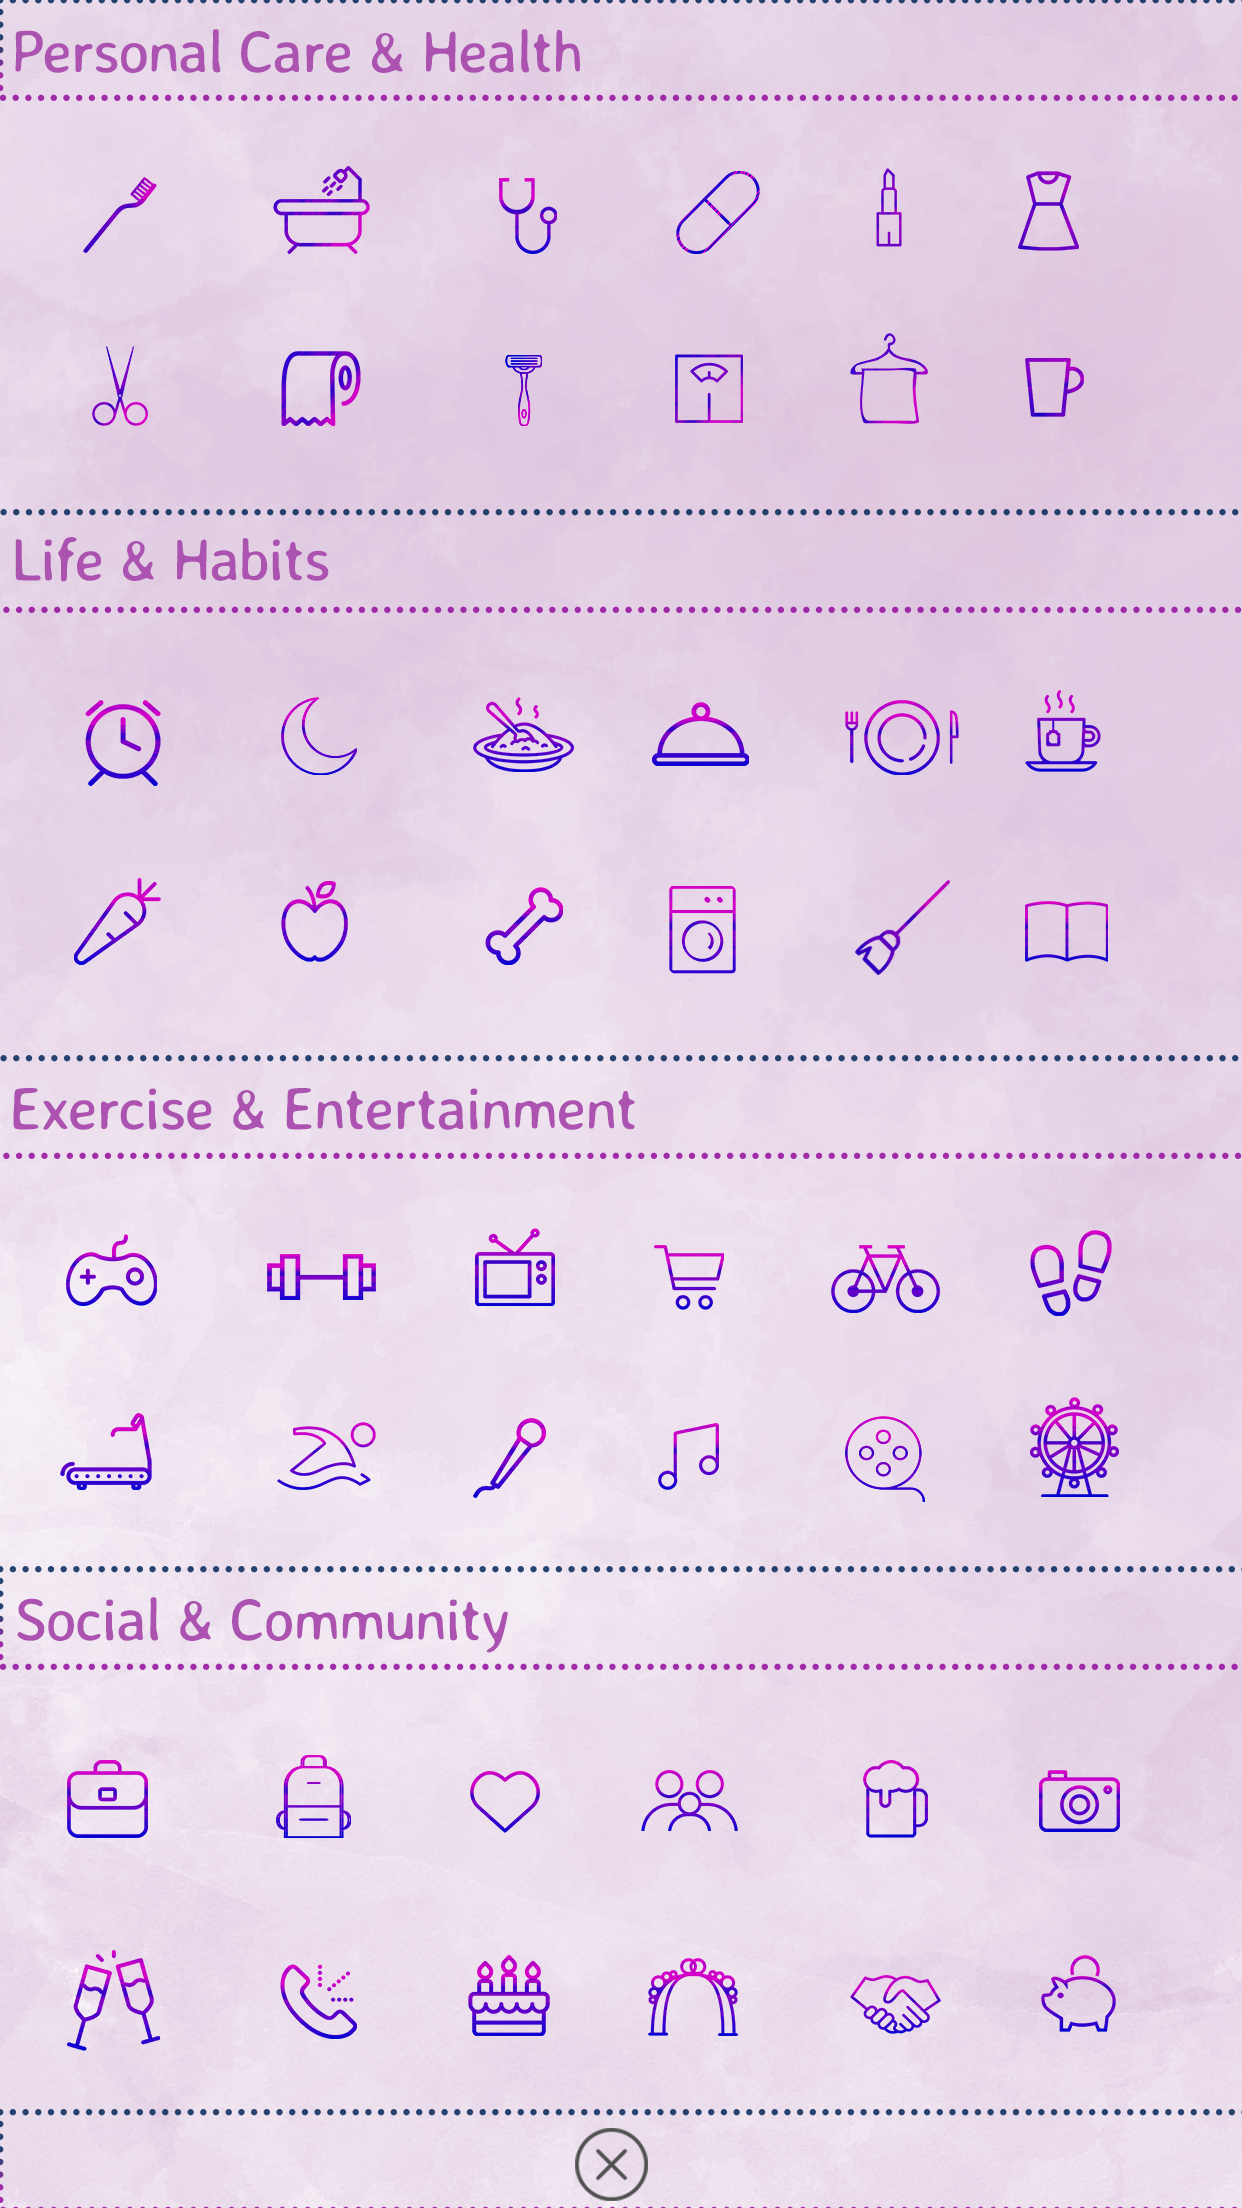 Personal Care & Health
Life & Habits
Exercise & Entertainment
Social & Community